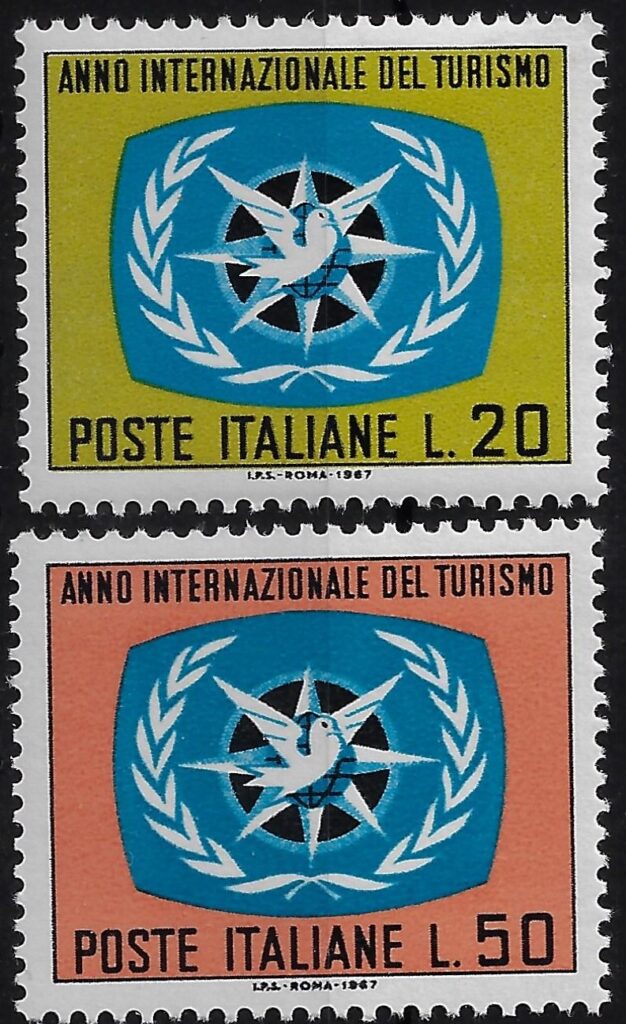 ANNO INTERNAZIONALE DEL TURISMO
POSTE ITALIANE L. 20
I.P.S.-ROMA-1967
ANNO INTERNAZIONALE DEL TURISMO
POSTE ITALIANE L. 50
I.P.S.-ROMA-1967